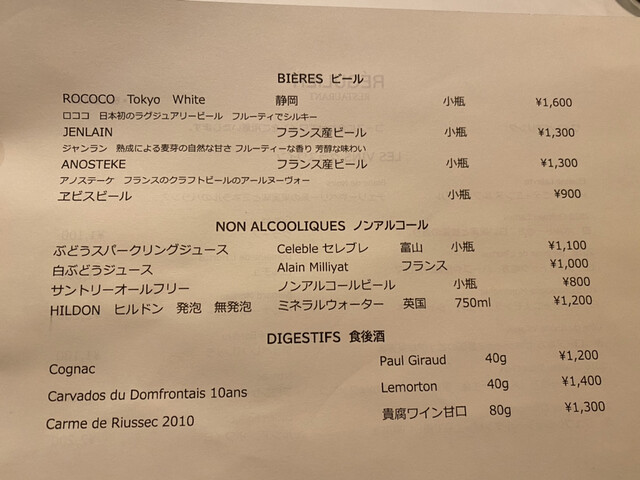 BIÈRES ビール
ROCOCO Tokyo White 静岡 小瓶 ¥1,600
ロココ 日本初のラグジュアリービール フルーティでシルキー
JENLAIN フランス産ビール 小瓶 ¥1,300
ジャンラン 熟成による麦芽の自然な甘さ フルーティーな香り 芳醇な味わい
ANOSTEKE フランス産ビール 小瓶 ¥1,300
アノステーケ フランスのクラフトビールのアールヌーヴォー
ヱビスビール 小瓶 ¥900
NON ALCOOLIQUES ノンアルコール
ぶどうスパークリングジュース Celeble セレブレ 富山 小瓶 ¥1,100
白ぶどうジュース Alain Milliyat フランス ¥1,000
サントリーオールフリー ノンアルコールビール 小瓶 ¥800
HILDON ヒルドン 発泡 無発泡 ミネラルウォーター 英国 750ml ¥1,200
DIGESTIFS 食後酒
Cognac Paul Giraud 40g ¥1,200
Carvados du Domfrontais 10ans Lemorton 40g ¥1,400
Carme de Riussec 2010 貴腐ワイン甘口 80g ¥1,300